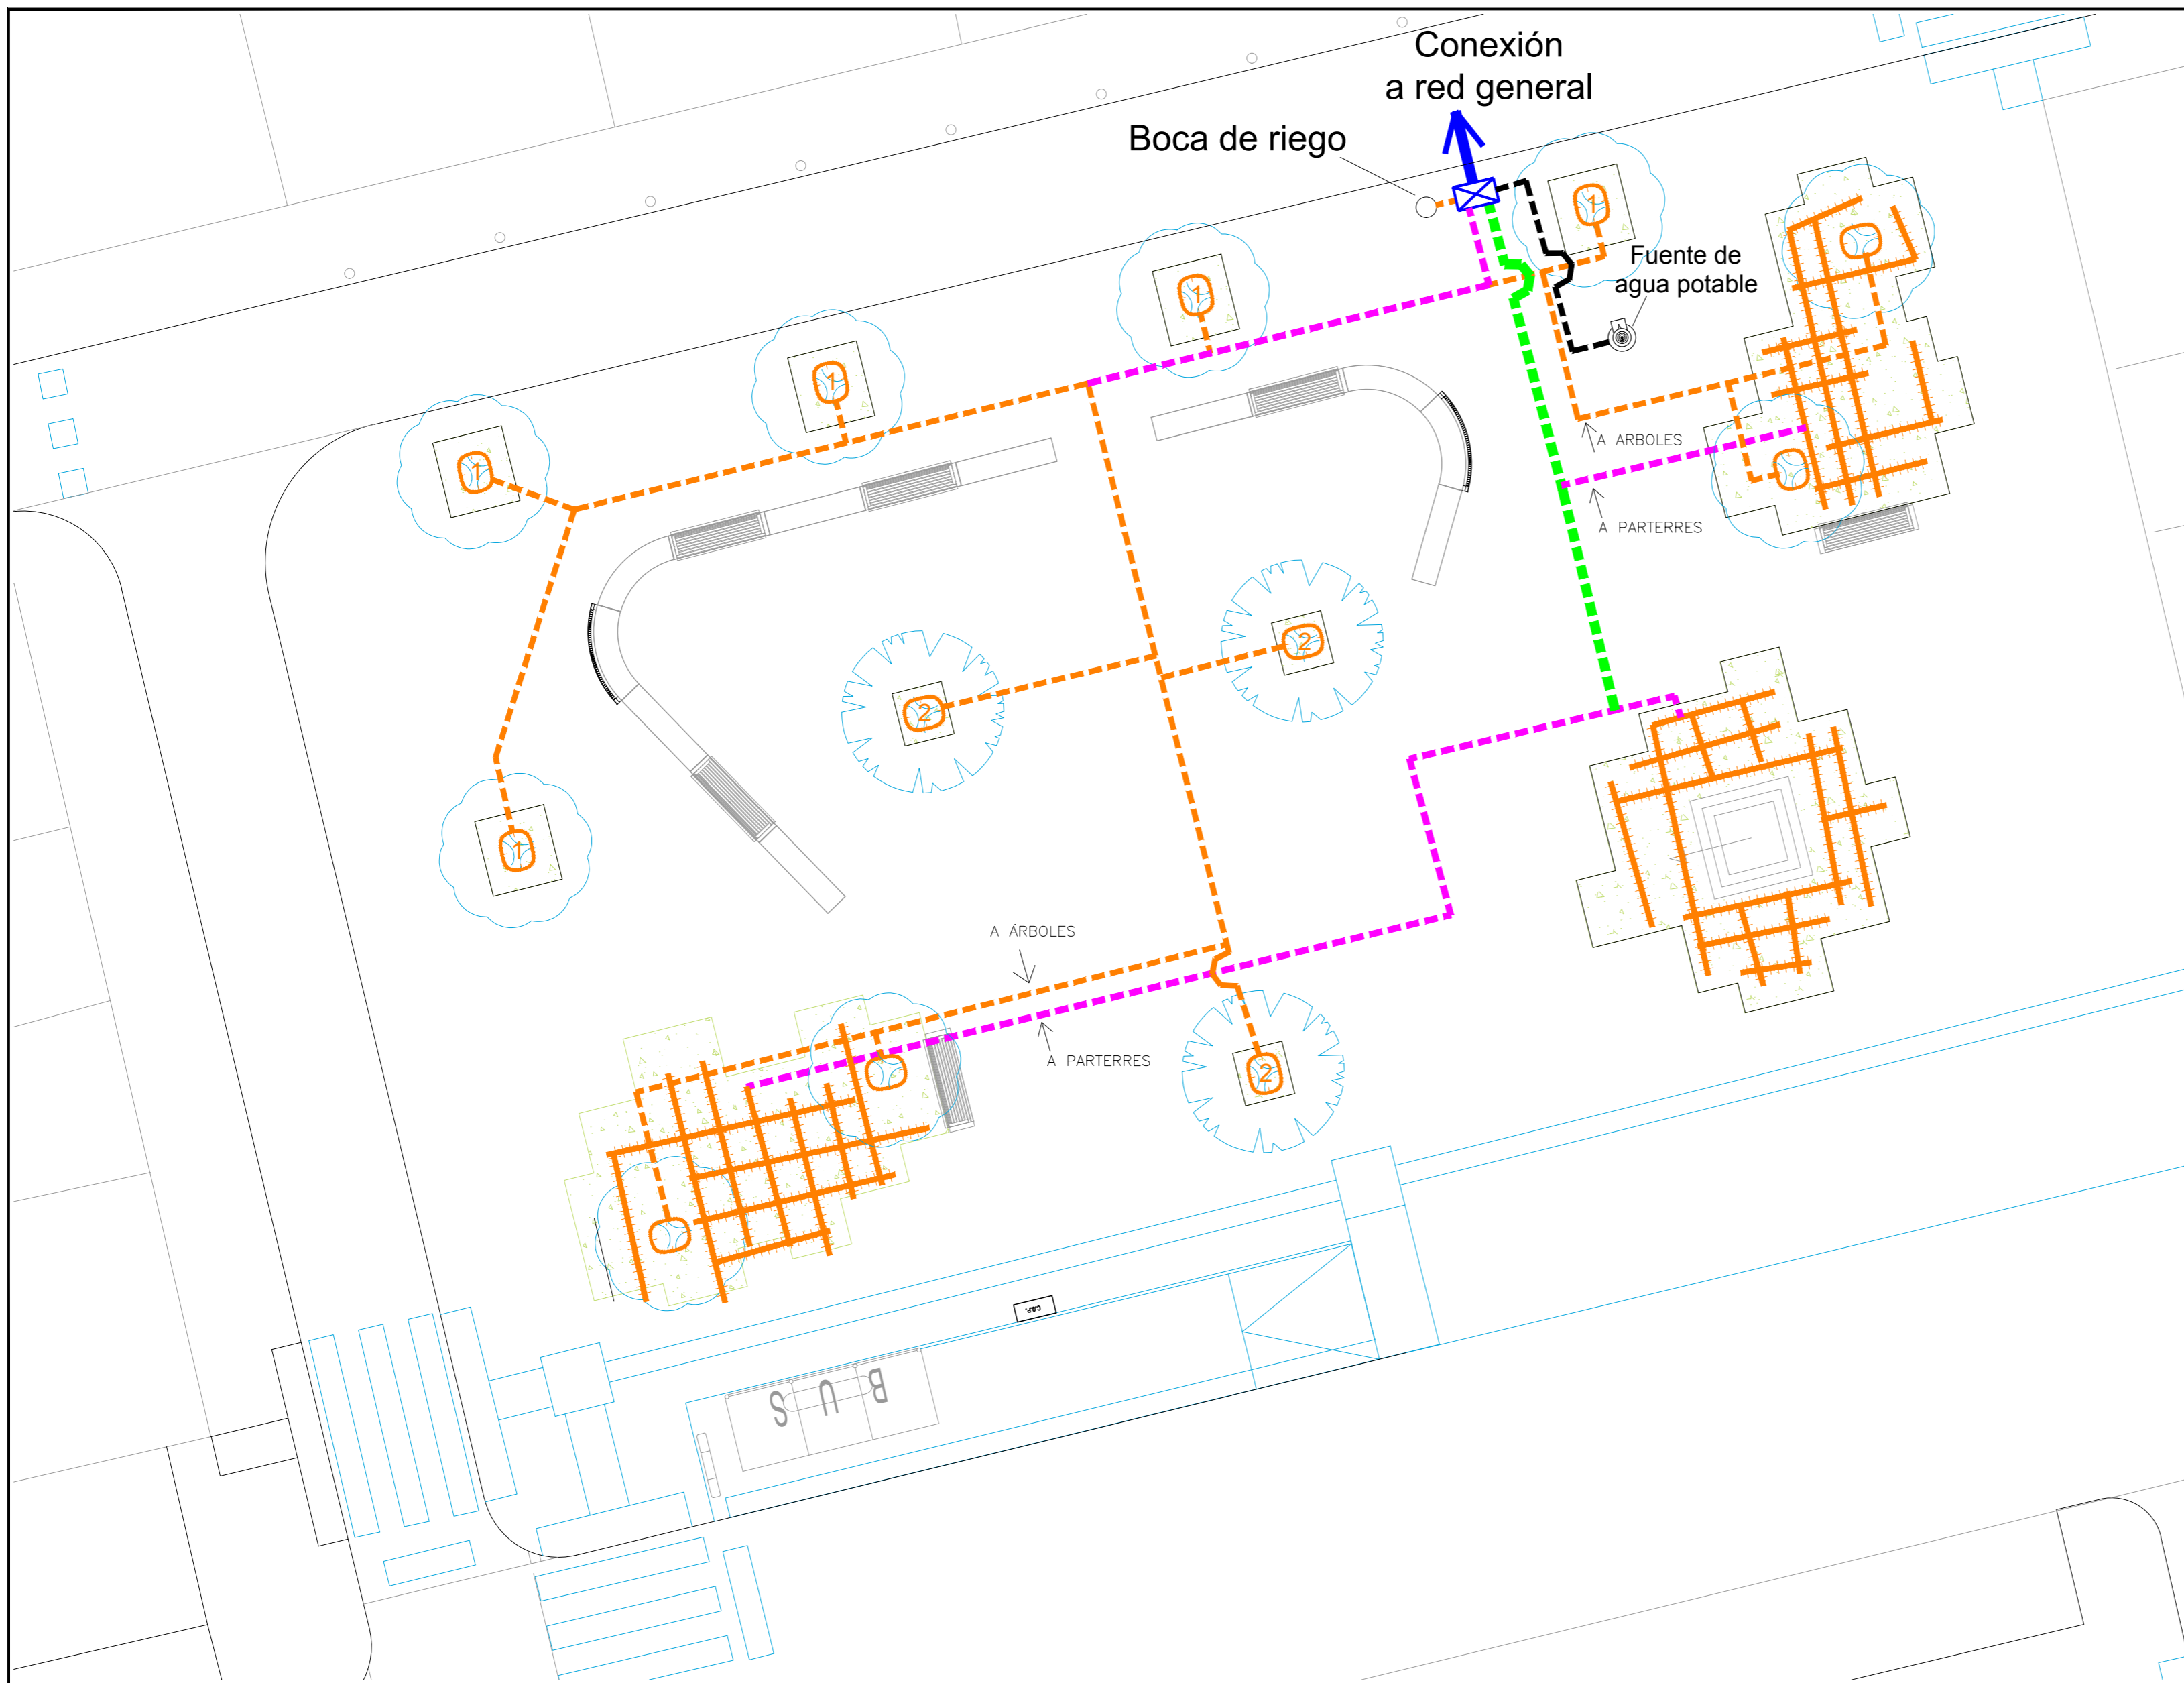 Conexión
a red general
Boca de riego
1
Fuente de
agua potable
1
1
1
A ARBOLES
A PARTERRES
2
2
1
A ÁRBOLES
A PARTERRES
2
BUS